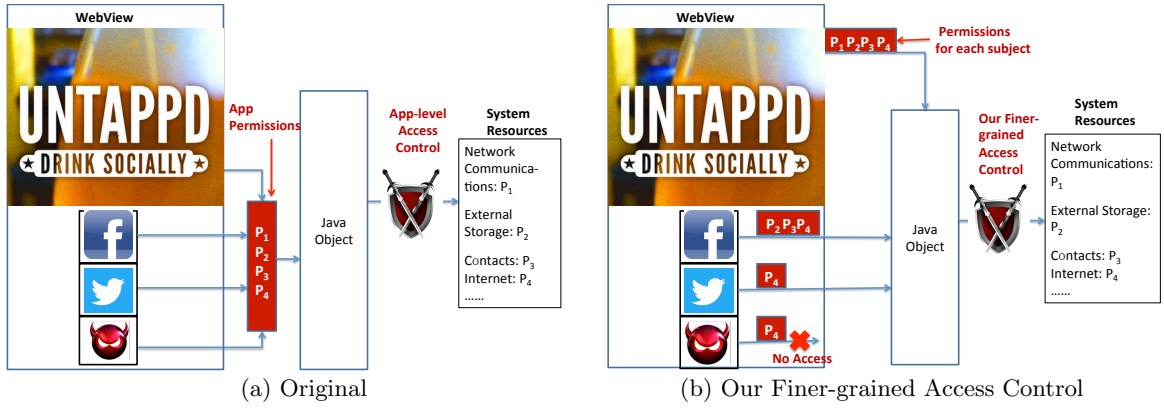 WebView
UNTAPPD
DRINK SOCIALLY
App
Permissions
P1
P2
P3
P4
Java
Object
App-level
Access
Control
System
Resources
Network
Communica-
tions: P1
External
Storage: P2
Contacts: P3
Internet: P4
......
(a) Original
WebView
UNTAPPD
DRINK SOCIALLY
P1 P2 P3 P4
Permissions
for each subject
f
P2 P3 P4
P4
P4
No Access
Java
Object
Our Finer-
grained
Access
Control
System
Resources
Network
Communications:
P1
External Storage:
P2
Contacts: P3
Internet: P4
......
(b) Our Finer-grained Access Control